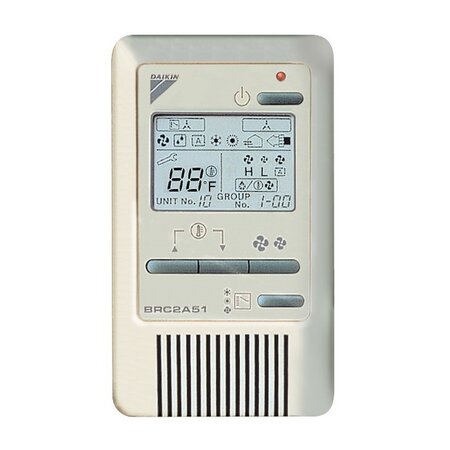 DAIKIN
A
A
H L
88°F
UNIT No. 10 GROUP No. 1-00
BRC2A51